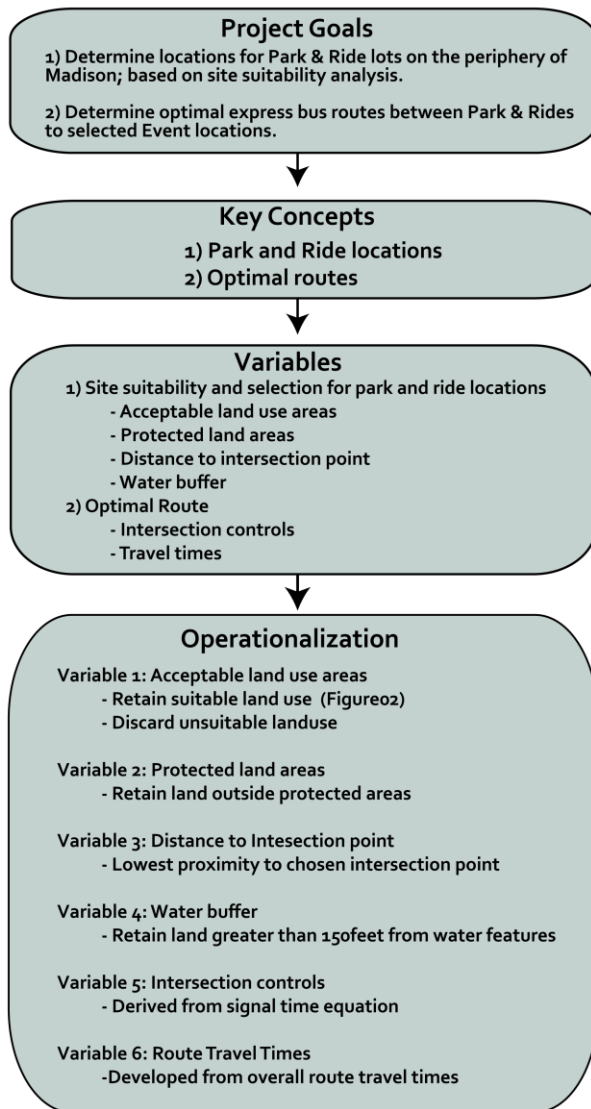 Project Goals
1) Determine locations for Park & Ride lots on the periphery of
Madison; based on site suitability analysis.
2) Determine optimal express bus routes between Park & Rides
to selected Event locations.
Key Concepts
1) Park and Ride locations
2) Optimal routes
Variables
1) Site suitability and selection for park and ride locations
- Acceptable land use areas
- Protected land areas
- Distance to intersection point
- Water buffer
2) Optimal Route
- Intersection controls
- Travel times
Operationalization
Variable 1: Acceptable land use areas
- Retain suitable land use (Figure02)
- Discard unsuitable landuse
Variable 2: Protected land areas
- Retain land outside protected areas
Variable 3: Distance to Intesection point
- Lowest proximity to chosen intersection point
Variable 4: Water buffer
- Retain land greater than 150feet from water features
Variable 5: Intersection controls
- Derived from signal time equation
Variable 6: Route Travel Times
-Developed from overall route travel times